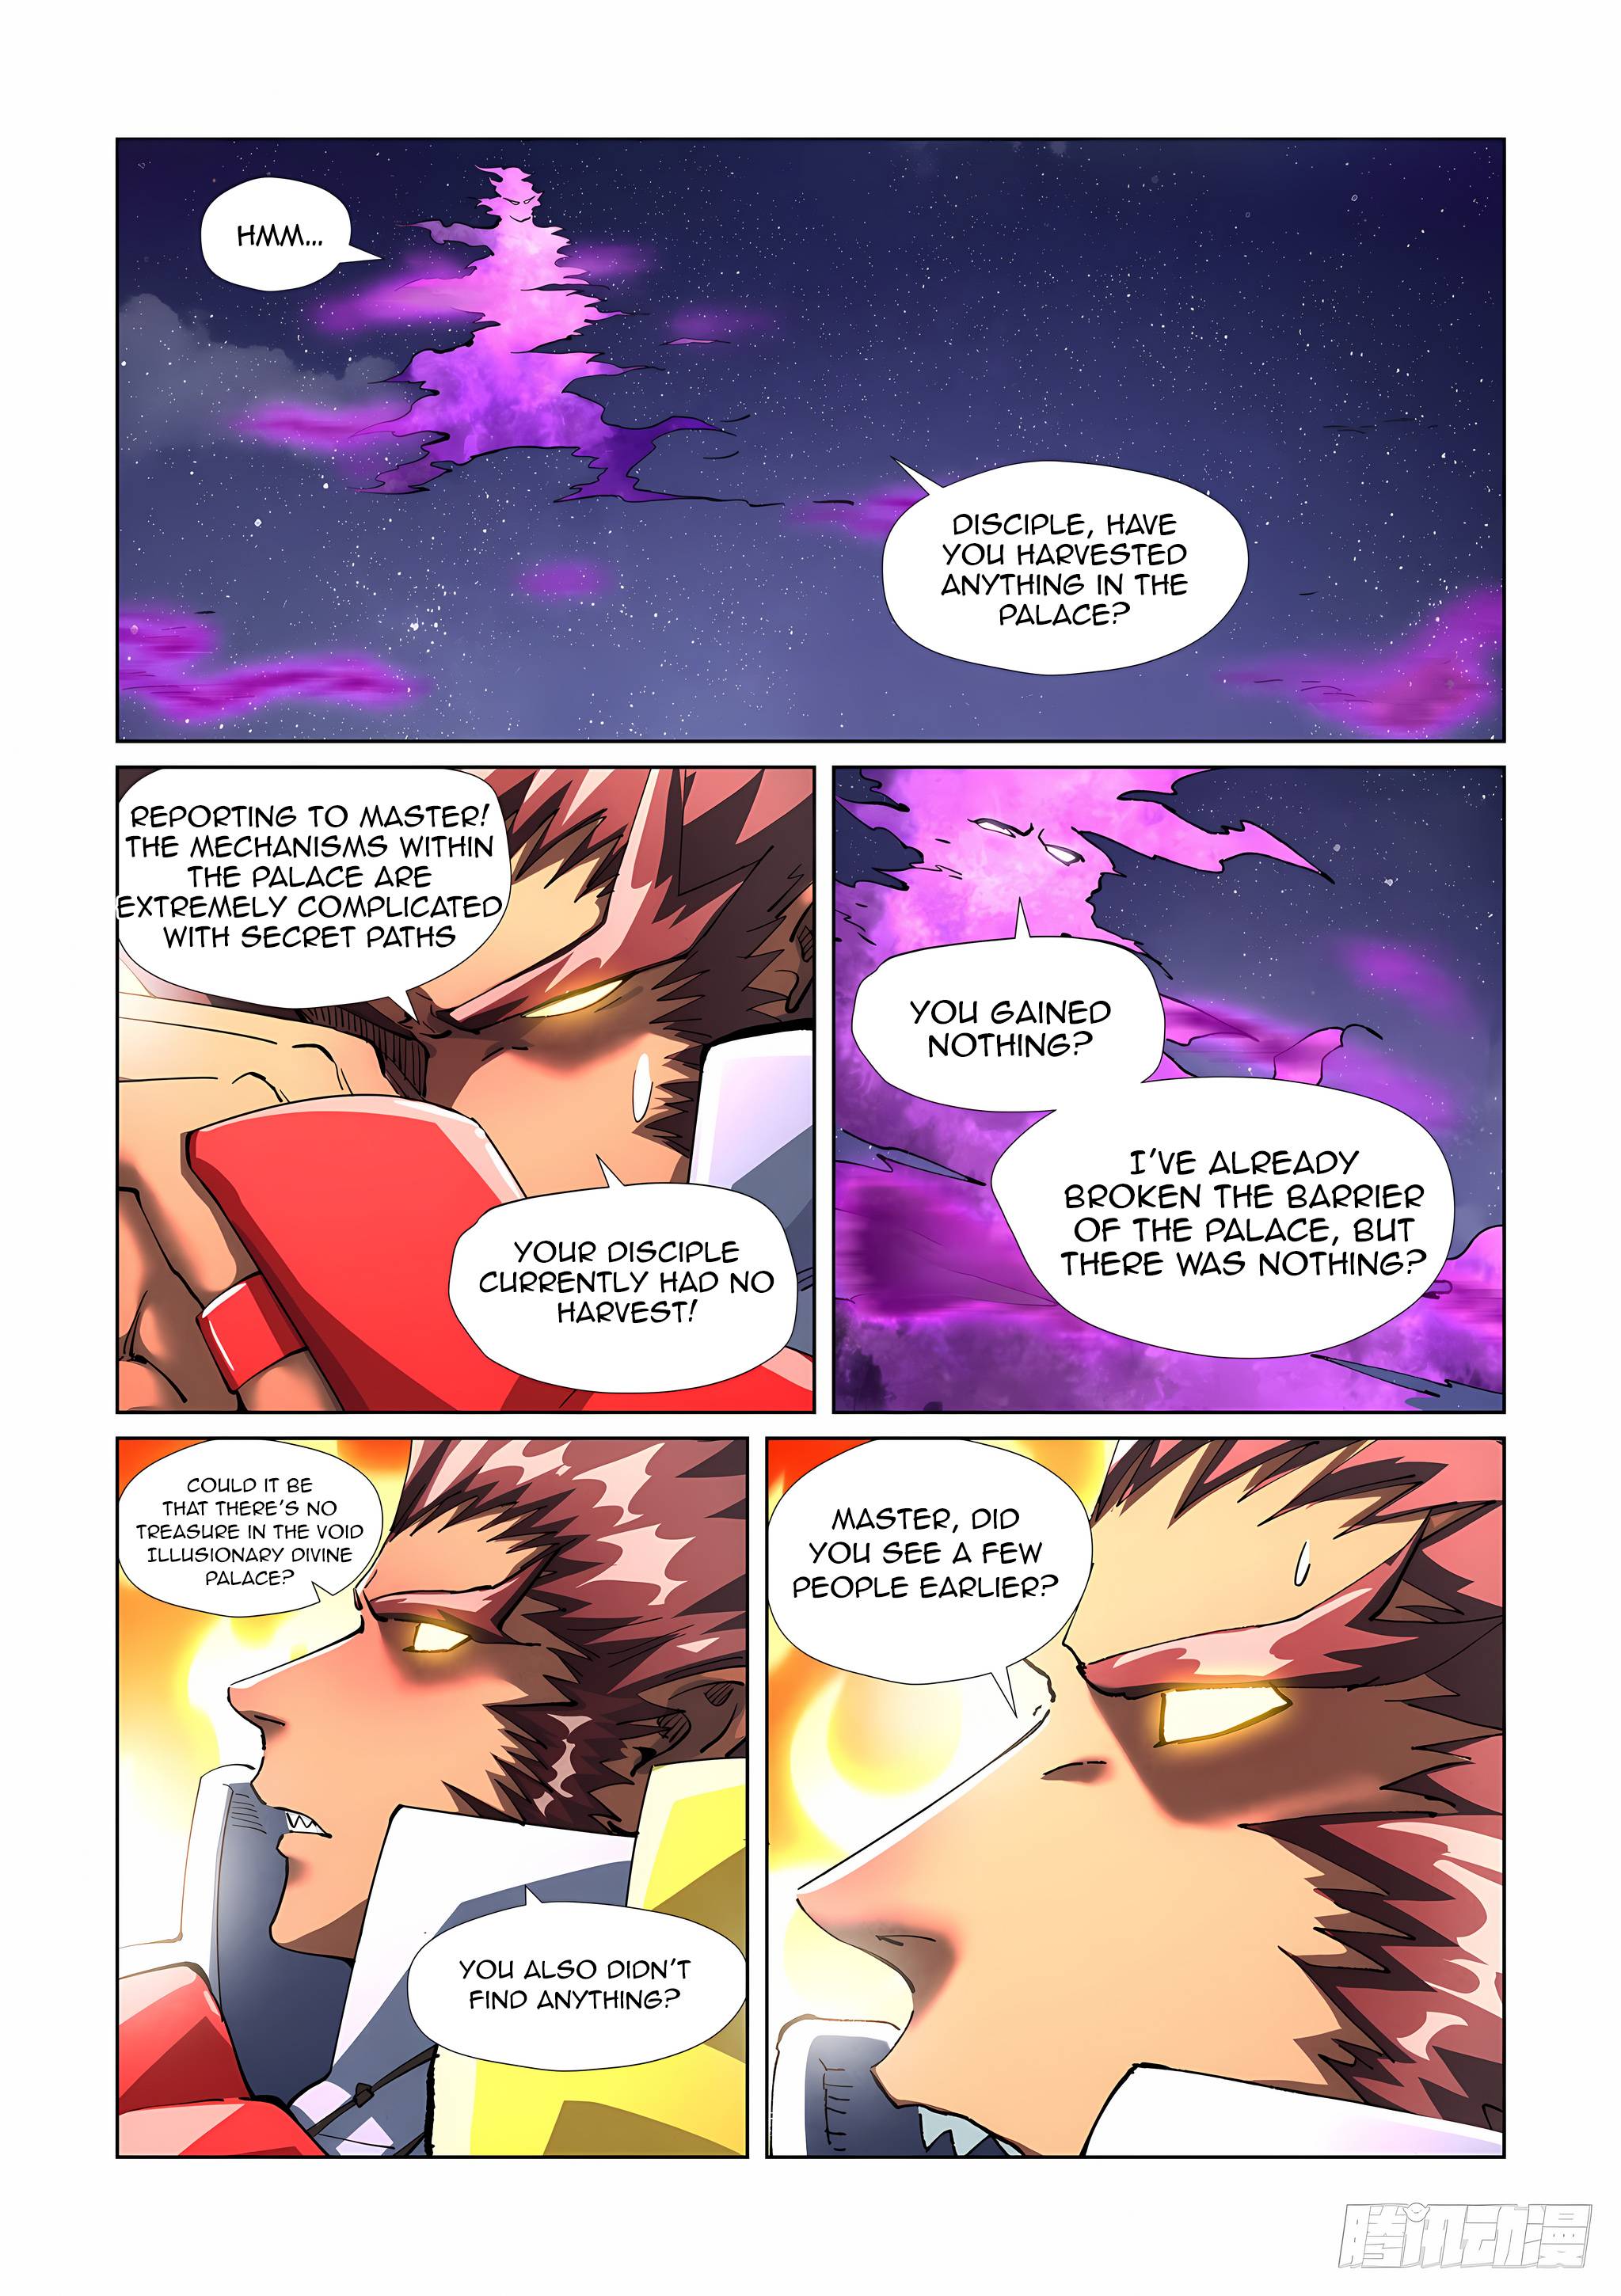 HMM...
DISCIPLE, HAVE
YOU HARVESTED
ANYTHING IN THE
PALACE?
REPORTING TO MASTER!
THE MECHANISMS WITHIN
THE PALACE ARE
EXTREMELY COMPLICATED
WITH SECRET PATHS
YOUR DISCIPLE
CURRENTLY HAD NO
HARVEST!
YOU GAINED
NOTHING?
I'VE ALREADY
BROKEN THE BARRIER
OF THE PALACE, BUT
THERE WAS NOTHING?
COULD IT BE
THAT THERE'S NO
TREASURE IN THE VOID
ILLUSIONARY DIVINE
PALACE?
YOU ALSO DIDN'T
FIND ANYTHING?
MASTER, DID
YOU SEE A FEW
PEOPLE EARLIER?
腾讯动漫